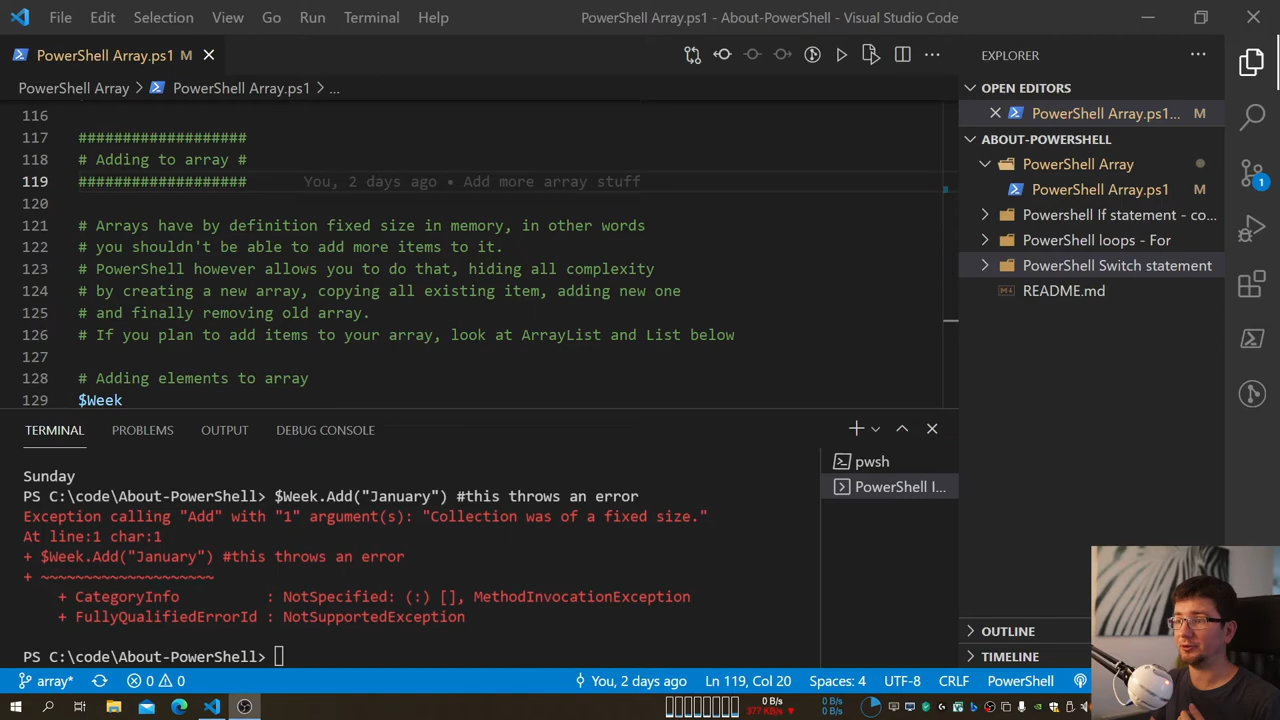 File Edit Selection View Go Run Terminal Help PowerShell Array.ps1 - About-PowerShell - Visual Studio Code
PowerShell Array.ps1 M
PowerShell Array > PowerShell Array.ps1 > ...
116
117 ###################
118 # Adding to array #
119 ################### You, 2 days ago • Add more array stuff
120
121 # Arrays have by definition fixed size in memory, in other words
122 # you shouldn't be able to add more items to it.
123 # PowerShell however allows you to do that, hiding all complexity
124 # by creating a new array, copying all existing item, adding new one
125 # and finally removing old array.
126 # If you plan to add items to your array, look at ArrayList and List below
127
128 # Adding elements to array
129 $Week
TERMINAL PROBLEMS OUTPUT DEBUG CONSOLE
Sunday
PS C:\code\About-PowerShell> $Week.Add("January") #this throws an error
Exception calling "Add" with "1" argument(s): "Collection was of a fixed size."
At line:1 char:1
+ $Week.Add("January") #this throws an error
+ ~~~~~~~~~~~~~~~~~~~~
+ CategoryInfo : NotSpecified: (:) [], MethodInvocationException
+ FullyQualifiedErrorId : NotSupportedException
PS C:\code\About-PowerShell>
pwsh
PowerShell I...
EXPLORER
OPEN EDITORS
PowerShell Array.ps1... M
ABOUT-POWERSHELL
PowerShell Array
PowerShell Array.ps1 M
Powershell If statement - co...
PowerShell loops - For
PowerShell Switch statement
README.md
OUTLINE
TIMELINE
1
array* 0 0 You, 2 days ago Ln 119, Col 20 Spaces: 4 UTF-8 CRLF PowerShell
0 B/s 0 B/s
377 KB/s 0 B/s